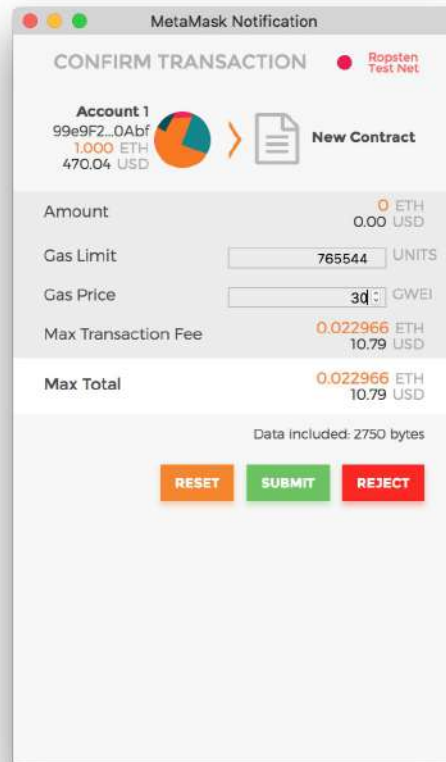 MetaMask Notification
CONFIRM TRANSACTION
Ropsten
Test Net
Account 1
99e9F2...0Abf
1.000 ETH
470.04 USD
New Contract
Amount
0 ETH
0.00 USD
Gas Limit
765544 UNITS
Gas Price
30 GWEI
Max Transaction Fee
0.022966 ETH
10.79 USD
Max Total
0.022966 ETH
10.79 USD
Data included: 2750 bytes
RESET
SUBMIT
REJECT